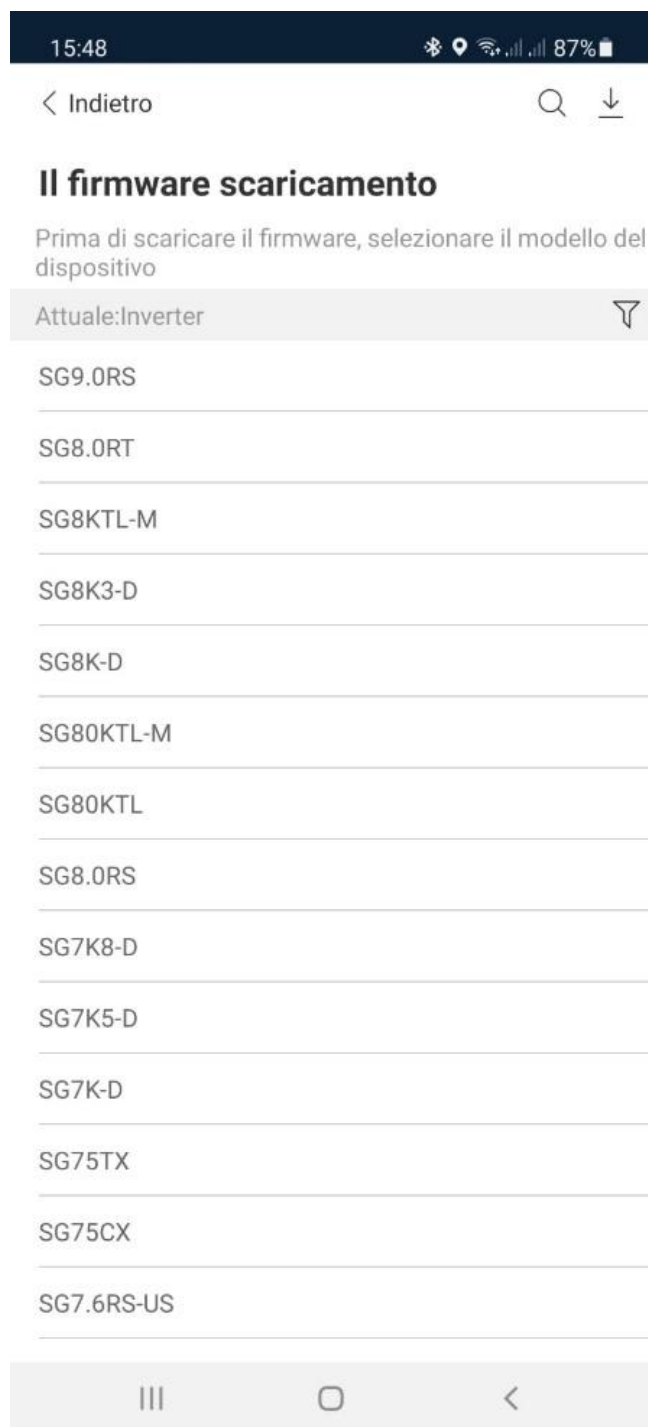 15:48
87%
Indietro
Il firmware scaricamento
Prima di scaricare il firmware, selezionare il modello del
dispositivo
Attuale:Inverter
SG9.0RS
SG8.0RT
SG8KTL-M
SG8K3-D
SG8K-D
SG80KTL-M
SG80KTL
SG8.0RS
SG7K8-D
SG7K5-D
SG7K-D
SG75TX
SG75CX
SG7.6RS-US